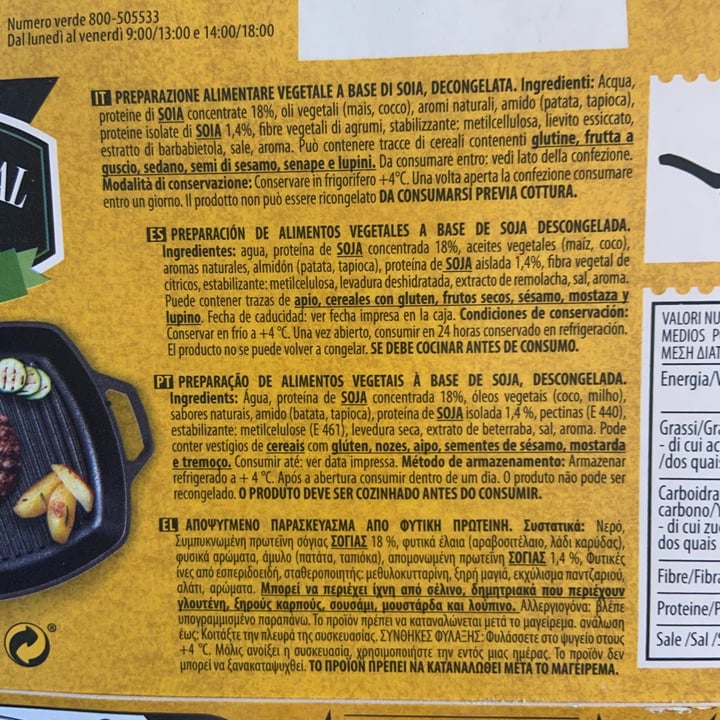 Numero verde 800-505533
Dal lunedì al venerdì 9:00/13:00 e 14:00/18:00
AL
IT PREPARAZIONE ALIMENTARE VEGETALE A BASE DI SOIA, DECONGELATA. Ingredienti: Acqua,
proteine di SOIA concentrate 18%, oli vegetali (mais, cocco), aromi naturali, amido (patata, tapioca),
proteine isolate di SOIA 1,4%, fibre vegetali di agrumi, stabilizzante: metilcellulosa, lievito essiccato,
estratto di barbabietola, sale, aroma. Può contenere tracce di cereali contenenti glutine, frutta a
guscio, sedano, semi di sesamo, senape e lupini. Da consumare entro: vedi lato della confezione.
Modalità di conservazione: Conservare in frigorifero +4°C. Una volta aperta la confezione consumare
entro un giorno. Il prodotto non può essere ricongelato DA CONSUMARSI PREVIA COTTURA.
ES PREPARACIÓN DE ALIMENTOS VEGETALES A BASE DE SOJA DESCONGELADA.
Ingredientes: agua, proteína de SOJA concentrada 18%, aceites vegetales (maíz, coco),
aromas naturales, almidón (patata, tapioca), proteína de SOJA aislada 1,4%, fibra vegetal de
cítricos, estabilizante: metilcelulosa, levadura deshidratada, extracto de remolacha, sal, aroma.
Puede contener trazas de apio, cereales con gluten, frutos secos, sésamo, mostaza y
lupino. Fecha de caducidad: ver fecha impresa en la caja. Condiciones de conservación:
Conservar en frío a +4 °C. Una vez abierto, consumir en 24 horas conservado en refrigeración.
El producto no se puede volver a congelar. SE DEBE COCINAR ANTES DE CONSUMO.
PT PREPARAÇÃO DE ALIMENTOS VEGETAIS À BASE DE SOJA, DESCONGELADA.
Ingredients: Água, proteína de SOJA concentrada 18%, óleos vegetais (coco, milho),
sabores naturais, amido (batata, tapioca), proteína de SOJA isolada 1,4 %, pectinas (E 440),
estabilizante: metilcelulose (E 461), levedura seca, extrato de beterraba, sal, aroma. Pode
conter vestígios de cereais com glúten, nozes, aipo, sementes de sésamo, mostarda
e tremoço. Consumir até: ver data impressa. Método de armazenamento: Armazenar
refrigerado a + 4 °C. Após a abertura consumir dentro de um dia. O produto não pode ser
recongelado. O PRODUTO DEVE SER COZINHADO ANTES DO CONSUMIR.
EL ΑΠΟΨΥΓΜΕΝΟ ΠΑΡΑΣΚΕΥΑΣΜΑ ΑΠΟ ΦΥΤΙΚΗ ΠΡΩΤΕΙΝΗ. Συστατικά: Νερό,
Συμπυκνωμένη πρωτεΐνη σόγιας ΣΟΓΙΑΣ 18 %, φυτικά έλαια (αραβοσιτέλαιο, λάδι καρύδας),
φυσικά αρώματα, άμυλο (πατάτα, ταπιόκα), απομονωμένη πρωτεΐνη ΣΟΓΙΑΣ 1,4 %, Φυτικές
ίνες από εσπεριδοειδή, σταθεροποιητής: μεθυλοκυτταρίνη, ξηρή μαγιά, εκχύλισμα παντζαριού,
αλάτι, αρώματα. Μπορεί να περιέχει ίχνη από σέλινο, δημητριακά που περιέχουν
γλουτένη, ξηρούς καρπούς, σουσάμι, μουστάρδα και λούπινο. Αλλεργιογόνα: βλέπε
υπογραμμισμένο παραπάνω. Το προϊόν πρέπει να καταναλώνεται μετά το μαγείρεμα. ανάλωση
έως: Κοιτάξτε την πλευρά της συσκευασίας. ΣΥΝΘΗΚΕΣ ΦΥΛΑΞΗΣ: Φυλάσσετε στο ψυγείο στους
+4 °C. Μόλις ανοίξει η συσκευασία, χρησιμοποιήστε την εντός μιας ημέρας. Το προϊόν δεν
μπορεί να ξανακαταψυχθεί. ΤΟ ΠΡΟΪΟΝ ΠΡΕΠΕΙ ΝΑ ΚΑΤΑΝΑΛΩΘΕΙ ΜΕΤΑ ΤΟ ΜΑΓΕΙΡΕΜΑ.
VALORI NU
MEDIOS P
ΜΕΣΗ ΔΙΑΤ
Energia/V
Grassi/Gra
- di cui ac
/dos quai
Carboidra
carbono/Υ
- di cui zu
dos quais
Fibre/Fibra
Proteine/P
Sale /Sal /S